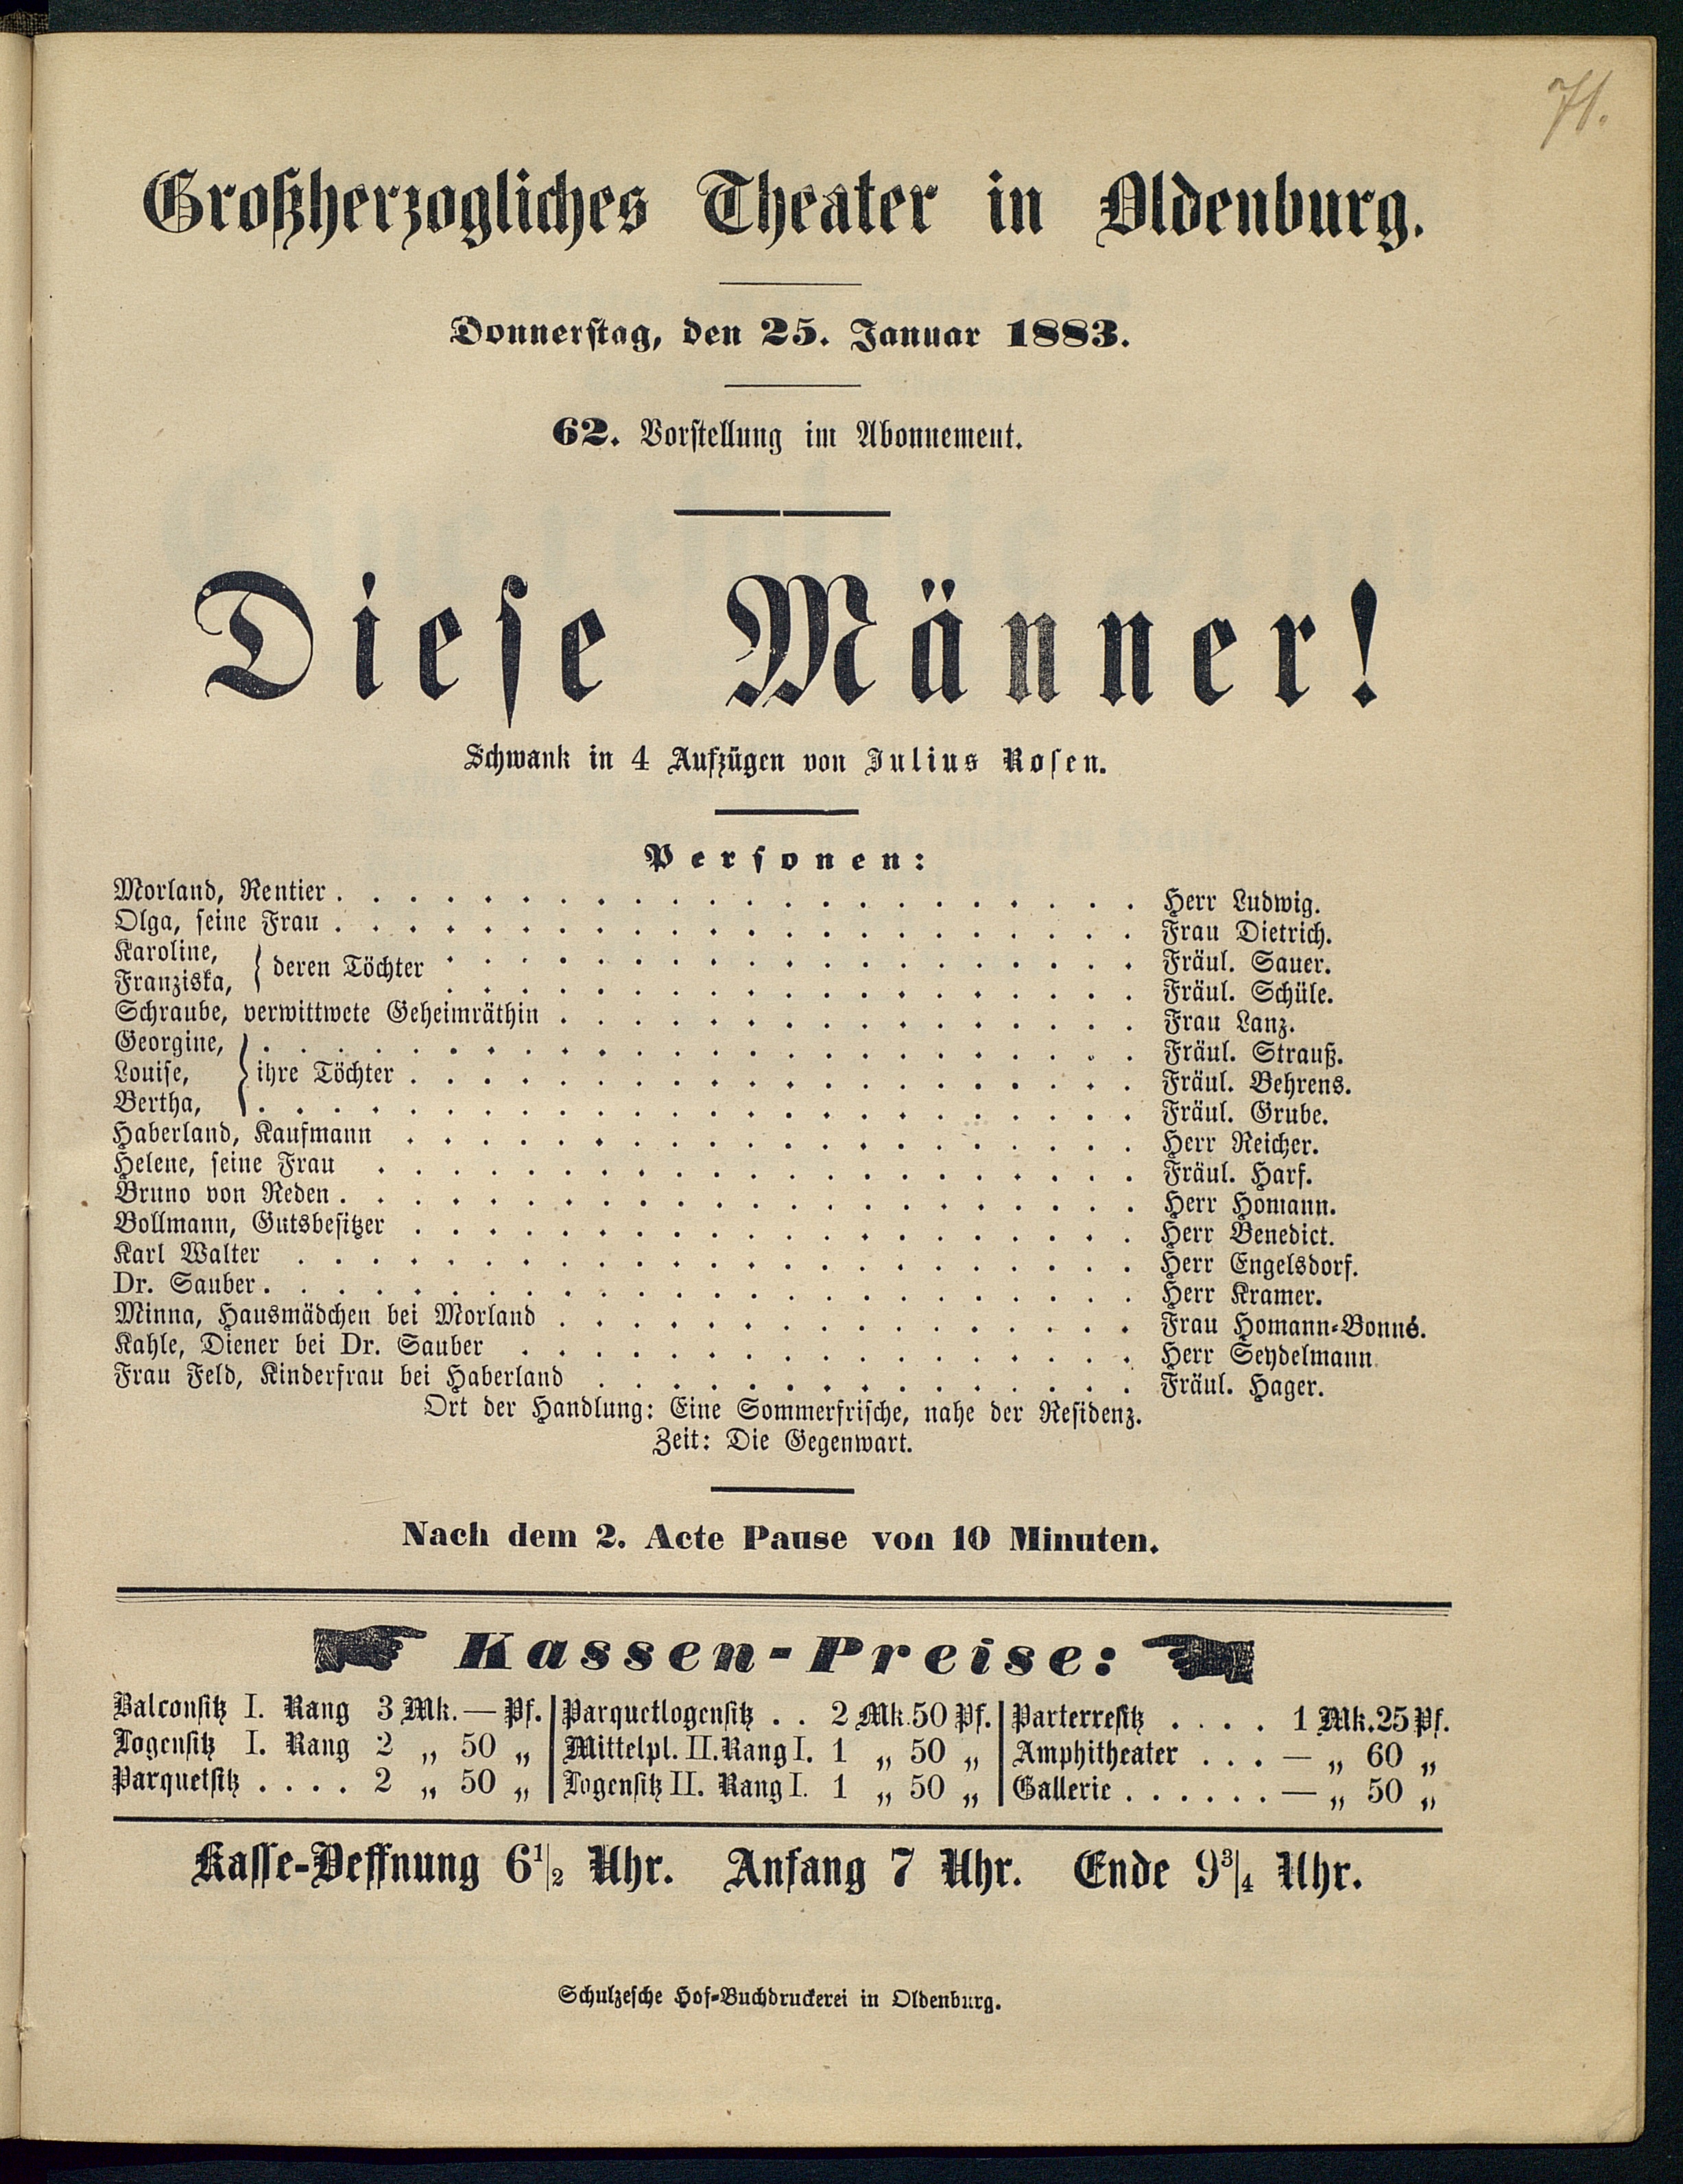 71.
Großherzogliches Theater in Oldenburg.
Donnerstag, den 25. Januar 1883.
62. Vorstellung im Abonnement.
Diese Männer!
Schwank in 4 Aufzügen von Julius Rosen.
Personen:
Morland, Rentier . . . . . Herr Ludwig.
Olga, seine Frau . . . . . Frau Dietrich.
Karoline, } deren Töchter . . . . . Fräul. Sauer.
Franziska, } . . . . . Fräul. Schüle.
Schraube, verwittwete Geheimräthin . . . . . Frau Lanz.
Georgine, } . . . . . Fräul. Strauß.
Louise, } ihre Töchter . . . . . Fräul. Behrens.
Bertha, } . . . . . Fräul. Grube.
Haberland, Kaufmann . . . . . Herr Reicher.
Helene, seine Frau . . . . . Fräul. Harf.
Bruno von Reden . . . . . Herr Homann.
Vollmann, Gutsbesitzer . . . . . Herr Benedict.
Karl Walter . . . . . Herr Engelsdorf.
Dr. Sauber . . . . . Herr Kramer.
Minna, Hausmädchen bei Morland . . . . . Frau Homann-Bonné.
Kahle, Diener bei Dr. Sauber . . . . . Herr Seydelmann.
Frau Feld, Kinderfrau bei Haberland . . . . . Fräul. Hager.
Ort der Handlung: Eine Sommerfrische, nahe der Residenz.
Zeit: Die Gegenwart.
Nach dem 2. Acte Pause von 10 Minuten.
Kassen-Preise:
Balconsitz I. Rang 3 Mk. — Pf. | Parquetlogensitz . . 2 Mk. 50 Pf. | Parterresitz . . . . 1 Mk. 25 Pf.
Logensitz I. Rang 2 „ 50 „ | Mittelpl. II. Rang I. 1 „ 50 „ | Amphitheater . . . — „ 60 „
Parquetsitz . . . . 2 „ 50 „ | Logensitz II. Rang I. 1 „ 50 „ | Gallerie . . . . . . — „ 50 „
Kasse-Oeffnung 6 1/2 Uhr. Anfang 7 Uhr. Ende 9 3/4 Uhr.
Schulzesche Hof-Buchdruckerei in Oldenburg.